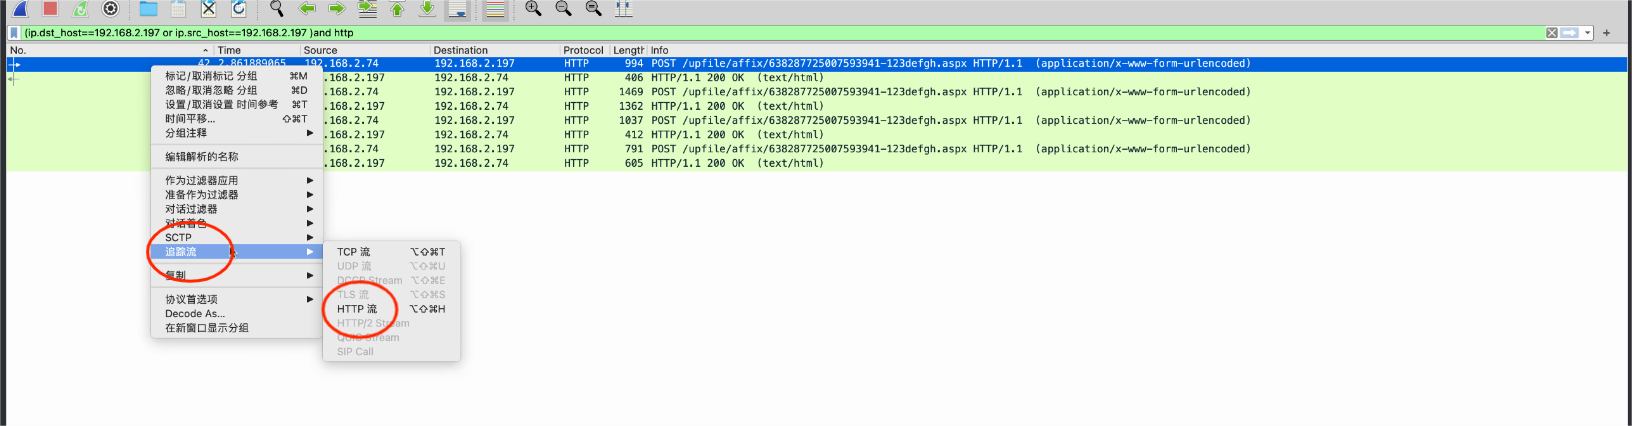 (ip.dst_host==192.168.2.197 or ip.src_host==192.168.2.197 )and http
No. Time Source Destination Protocol Length Info
42 2.861889065 192.168.2.74 192.168.2.197 HTTP 994 POST /upfile/affix/638287725007593941-123defgh.aspx HTTP/1.1 (application/x-www-form-urlencoded)
.168.2.197 192.168.2.74 HTTP 406 HTTP/1.1 200 OK (text/html)
.168.2.74 192.168.2.197 HTTP 1469 POST /upfile/affix/638287725007593941-123defgh.aspx HTTP/1.1 (application/x-www-form-urlencoded)
.168.2.197 192.168.2.74 HTTP 1362 HTTP/1.1 200 OK (text/html)
.168.2.74 192.168.2.197 HTTP 1037 POST /upfile/affix/638287725007593941-123defgh.aspx HTTP/1.1 (application/x-www-form-urlencoded)
.168.2.197 192.168.2.74 HTTP 412 HTTP/1.1 200 OK (text/html)
.168.2.74 192.168.2.197 HTTP 791 POST /upfile/affix/638287725007593941-123defgh.aspx HTTP/1.1 (application/x-www-form-urlencoded)
.168.2.197 192.168.2.74 HTTP 605 HTTP/1.1 200 OK (text/html)
标记/取消标记 分组 ⌘M
忽略/取消忽略 分组 ⌘D
设置/取消设置 时间参考 ⌘T
时间平移... ⇧⌘T
分组注释
编辑解析的名称
作为过滤器应用
准备作为过滤器
对话过滤器
对话着色
SCTP
追踪流
复制
协议首选项
Decode As...
在新窗口显示分组
TCP 流 ⌥⇧⌘T
UDP 流 ⌥⇧⌘U
DCCP Stream ⌥⇧⌘E
TLS 流 ⌥⇧⌘S
HTTP 流 ⌥⇧⌘H
HTTP/2 Stream
QUIC Stream
SIP Call